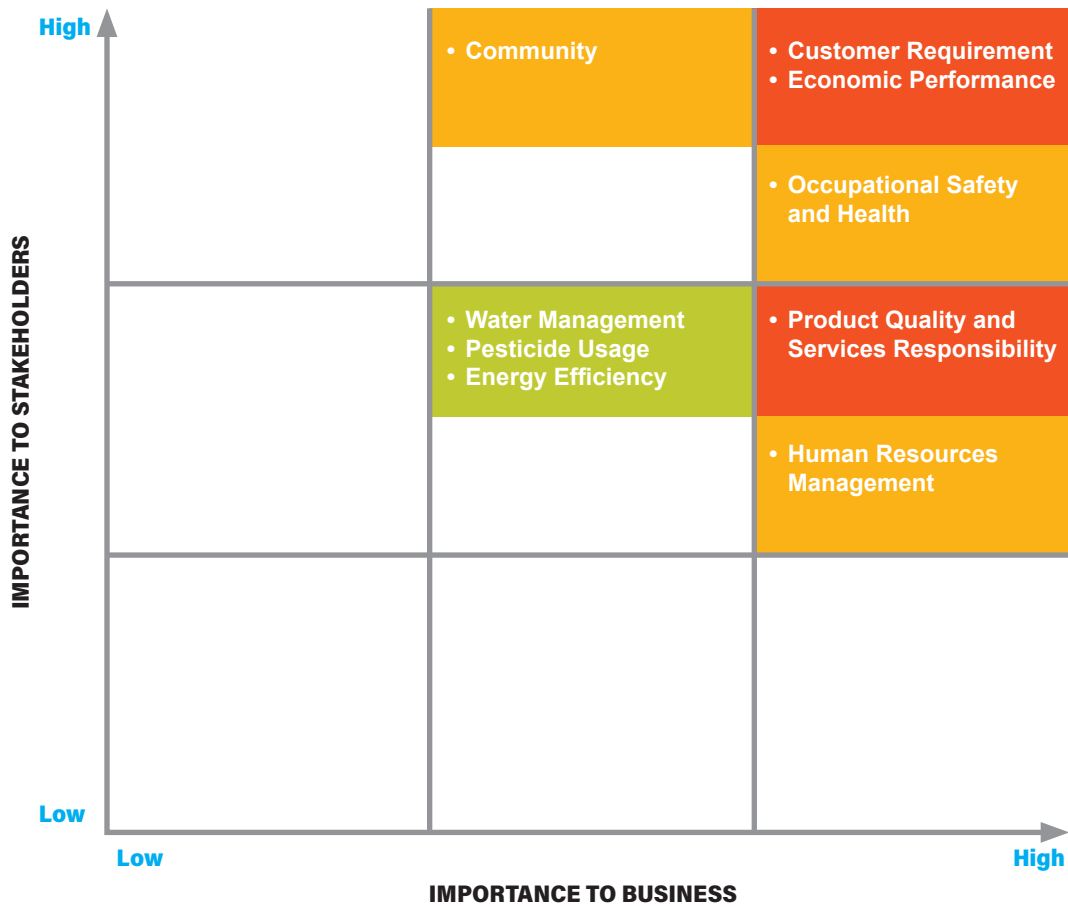 High
• Community
• Customer Requirement
• Economic Performance
• Occupational Safety
and Health
IMPORTANCE TO STAKEHOLDERS
• Water Management
• Pesticide Usage
• Energy Efficiency
• Product Quality and
Services Responsibility
• Human Resources
Management
Low
Low
High
IMPORTANCE TO BUSINESS